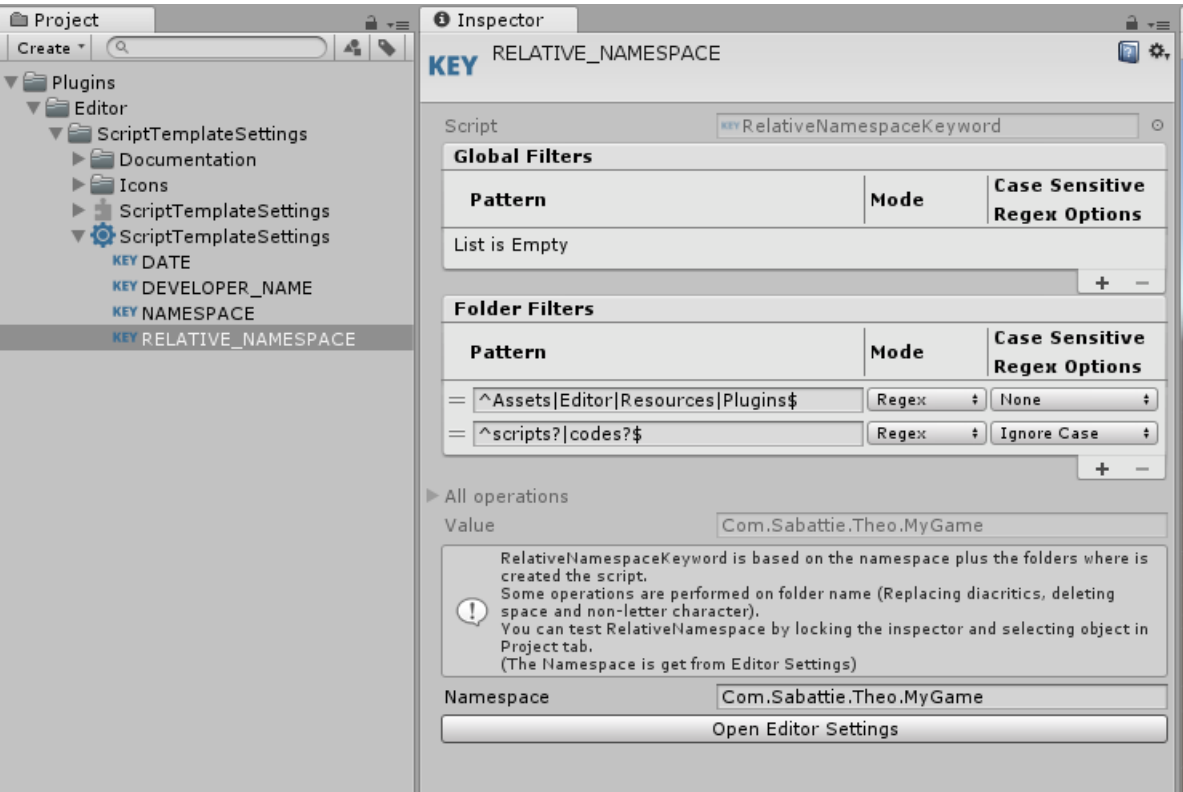 Project
Create
Plugins
Editor
ScriptTemplateSettings
Documentation
Icons
ScriptTemplateSettings
ScriptTemplateSettings
KEY DATE
KEY DEVELOPER_NAME
KEY NAMESPACE
KEY RELATIVE_NAMESPACE
Inspector
KEY RELATIVE_NAMESPACE
Script KEY RelativeNamespaceKeyword
Global Filters
Pattern Mode Case Sensitive
Regex Options
List is Empty
+ −
Folder Filters
Pattern Mode Case Sensitive
Regex Options
= ^Assets|Editor|Resources|Plugins$ Regex None
= ^scripts?|codes?$ Regex Ignore Case
+ −
All operations
Value Com.Sabattie.Theo.MyGame
RelativeNamespaceKeyword is based on the namespace plus the folders where is
created the script.
Some operations are performed on folder name (Replacing diacritics, deleting
space and non-letter character).
You can test RelativeNamespace by locking the inspector and selecting object in
Project tab.
(The Namespace is get from Editor Settings)
Namespace Com.Sabattie.Theo.MyGame
Open Editor Settings